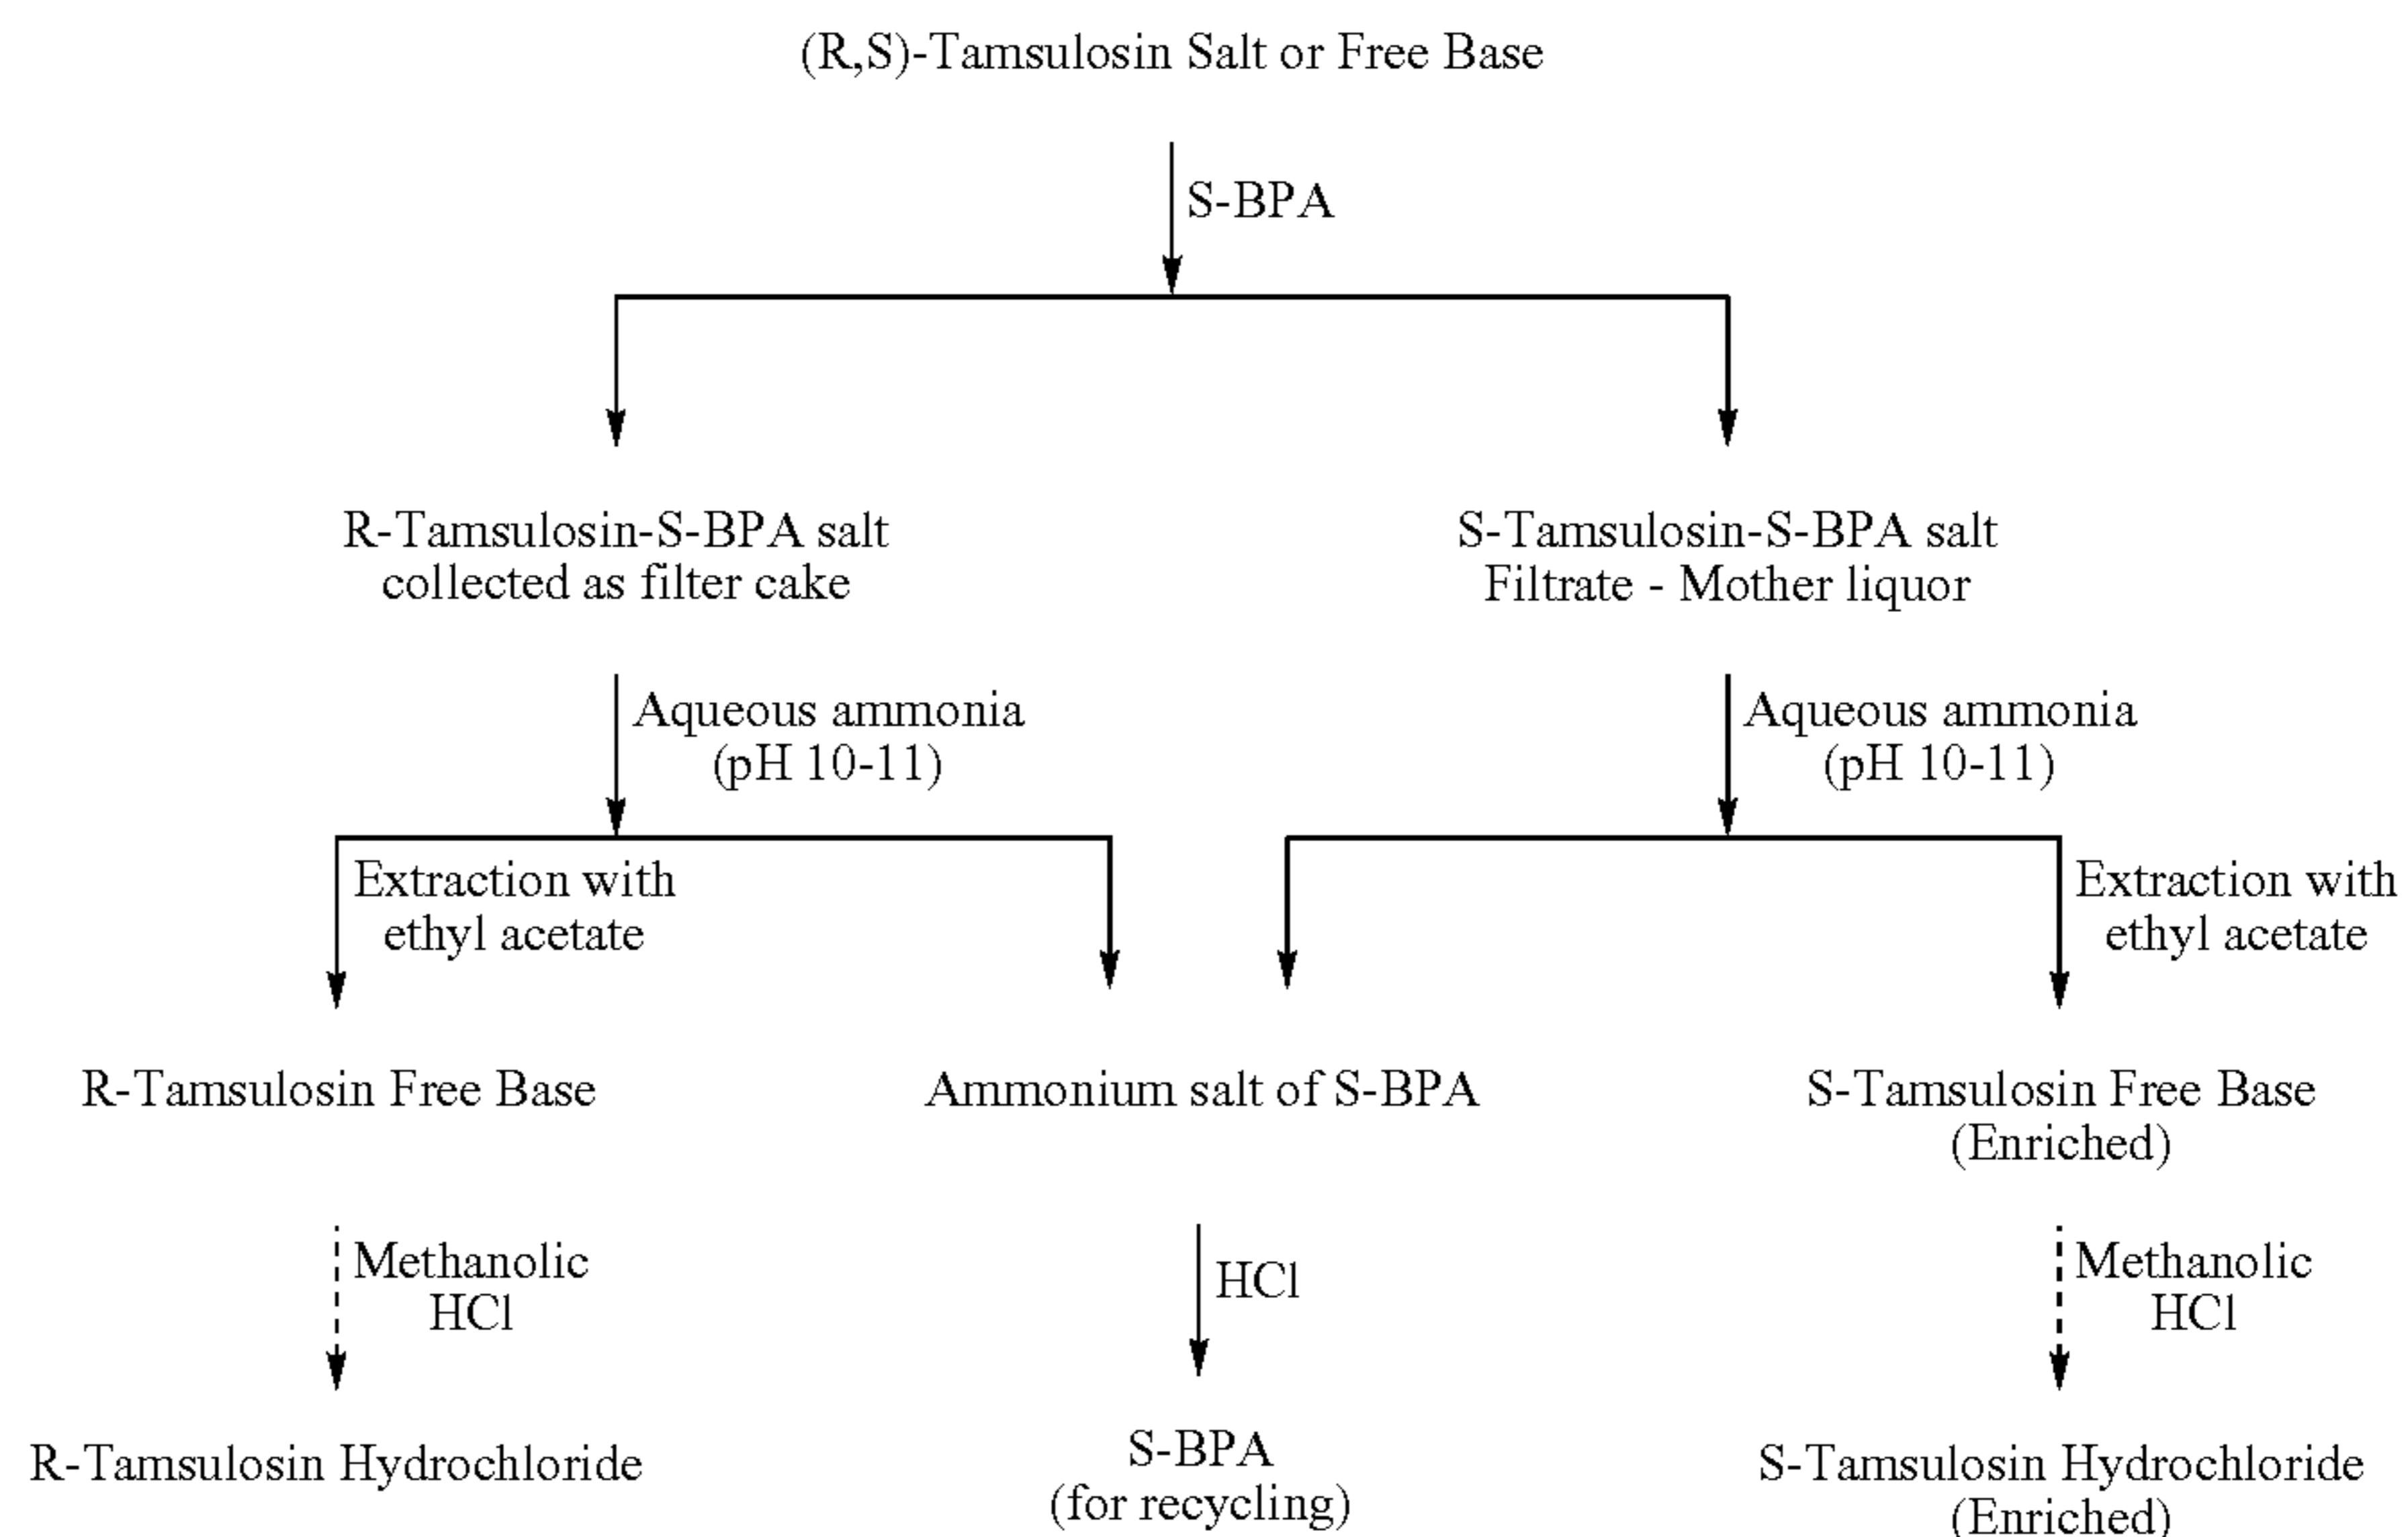 (R,S)-Tamsulosin Salt or Free Base
S-BPA
R-Tamsulosin-S-BPA salt
collected as filter cake
S-Tamsulosin-S-BPA salt
Filtrate - Mother liquor
Aqueous ammonia
(pH 10-11)
Aqueous ammonia
(pH 10-11)
Extraction with
ethyl acetate
Extraction with
ethyl acetate
R-Tamsulosin Free Base
Ammonium salt of S-BPA
S-Tamsulosin Free Base
(Enriched)
Methanolic
HCl
HCl
Methanolic
HCl
R-Tamsulosin Hydrochloride
S-BPA
(for recycling)
S-Tamsulosin Hydrochloride
(Enriched)